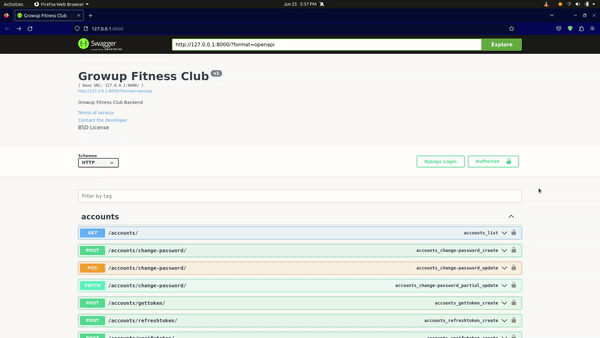 Activities
Firefox Web Browser
Jun 25 5:57 PM
Growup Fitness Club
127.0.0.1:8000
Swagger
http://127.0.0.1:8000/?format=openapi
Explore
Growup Fitness Club v1
[ Base URL: 127.0.0.1:8000/ ]
http://127.0.0.1:8000/?format=openapi
Growup Fitness Club Backend
Terms of service
Contact the developer
BSD License
Schemes
HTTP
Django Login
Authorize
Filter by tag
accounts
GET /accounts/ accounts_list
POST /accounts/change-password/ accounts_change-password_create
PUT /accounts/change-password/ accounts_change-password_update
PATCH /accounts/change-password/ accounts_change-password_partial_update
POST /accounts/gettoken/ accounts_gettoken_create
POST /accounts/refreshtoken/ accounts_refreshtoken_create